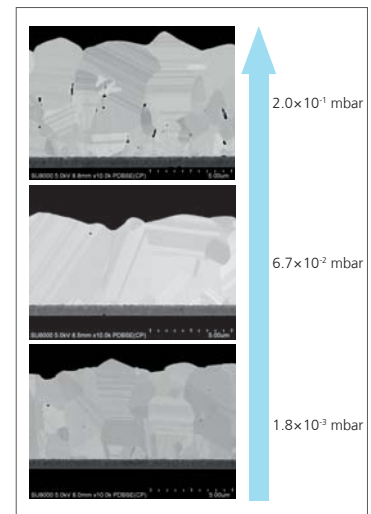 2.0×10⁻¹ mbar
SU8000 5.0kV 8.8mm x10.0k PDBSE(CP)
5.00um
6.7×10⁻² mbar
SU8000 5.0kV 8.8mm x10.0k PDBSE(CP)
5.00um
1.8×10⁻³ mbar
SU8000 5.0kV 8.8mm x10.0k PDBSE(CP)
5.00um